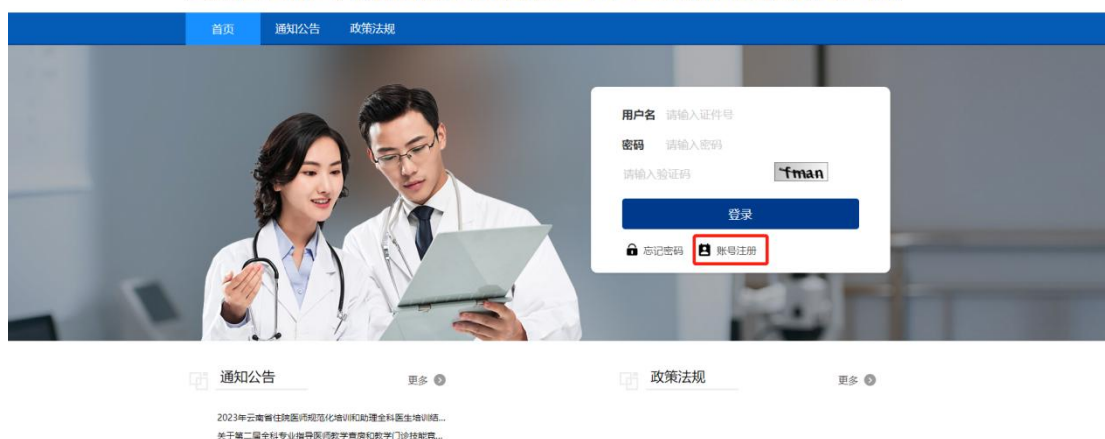 首页 通知公告 政策法规
用户名 请输入证件号
密码 请输入密码
请输入验证码 fman
登录
忘记密码 账号注册
通知公告 更多
政策法规 更多
2023年云南省住院医师规范化培训和助理全科医生培训结...
关于第二届全科专业指导医师教学查房和教学门诊技能竞...